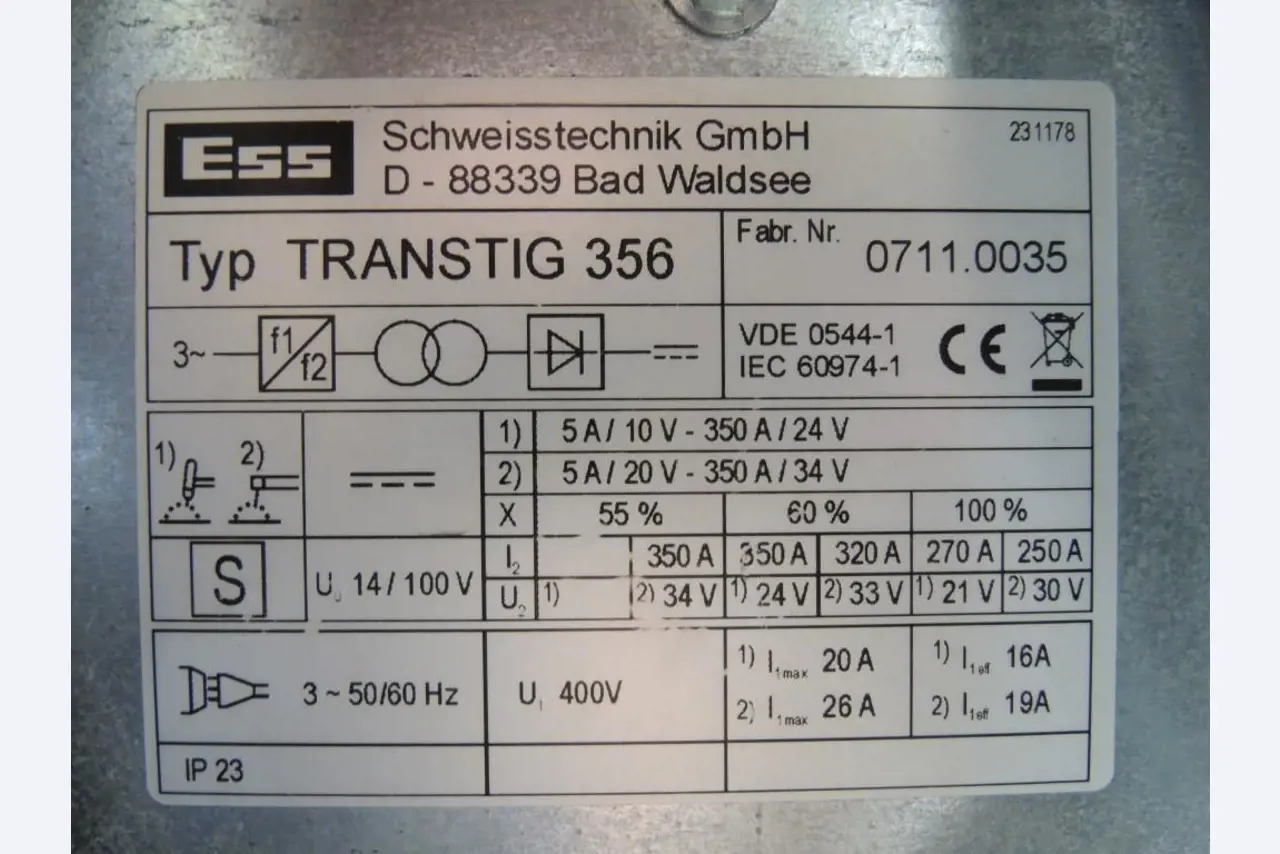 Ess
Schweisstechnik GmbH
D - 88339 Bad Waldsee
231178
Typ TRANSTIG 356
Fabr. Nr. 0711.0035
3~ f1/f2
VDE 0544-1
IEC 60974-1
CE
1) 2)
1) 5 A / 10 V - 350 A / 24 V
2) 5 A / 20 V - 350 A / 34 V
X 55 % 60 % 100 %
I2 350 A 350 A 320 A 270 A 250 A
S
U 14 / 100 V
U2 1) 2) 34 V 1) 24 V 2) 33 V 1) 21 V 2) 30 V
3 ~ 50/60 Hz
U1 400V
1) I1max 20 A
2) I1max 26 A
1) I1eff 16A
2) I1eff 19A
IP 23